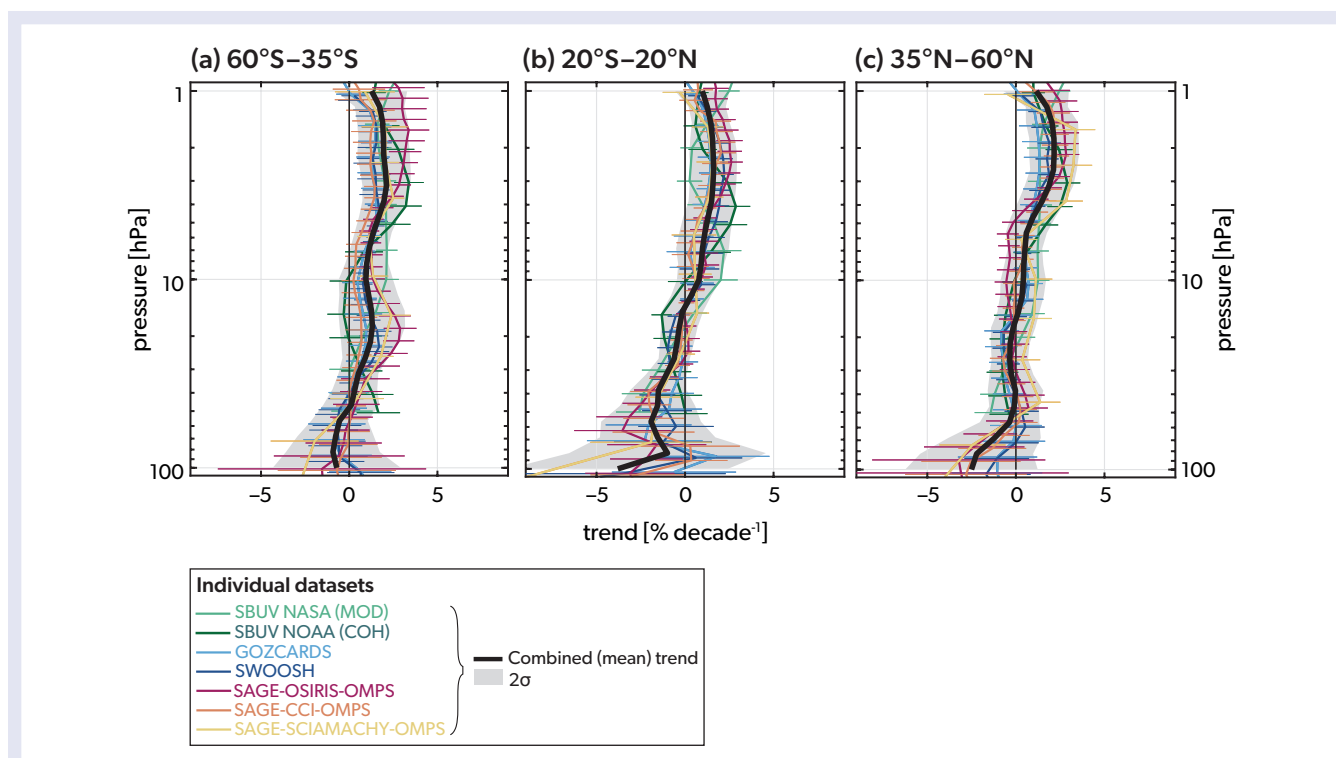 (a) 60°S–35°S
(b) 20°S–20°N
(c) 35°N–60°N
1
10
100
pressure [hPa]
1
10
100
pressure [hPa]
–5 0 5
–5 0 5
–5 0 5
trend [% decade⁻¹]
Individual datasets
SBUV NASA (MOD)
SBUV NOAA (COH)
GOZCARDS
SWOOSH
SAGE-OSIRIS-OMPS
SAGE-CCI-OMPS
SAGE-SCIAMACHY-OMPS
Combined (mean) trend
2σ